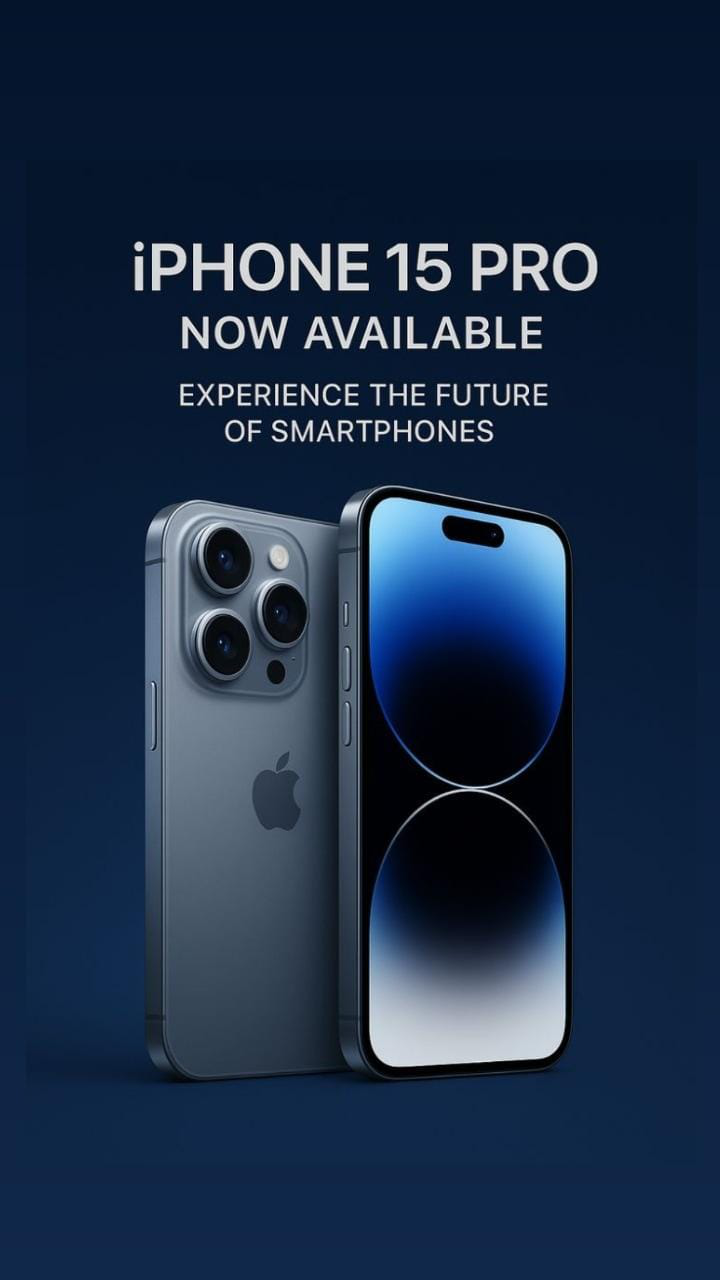 iPHONE 15 PRO
NOW AVAILABLE
EXPERIENCE THE FUTURE
OF SMARTPHONES